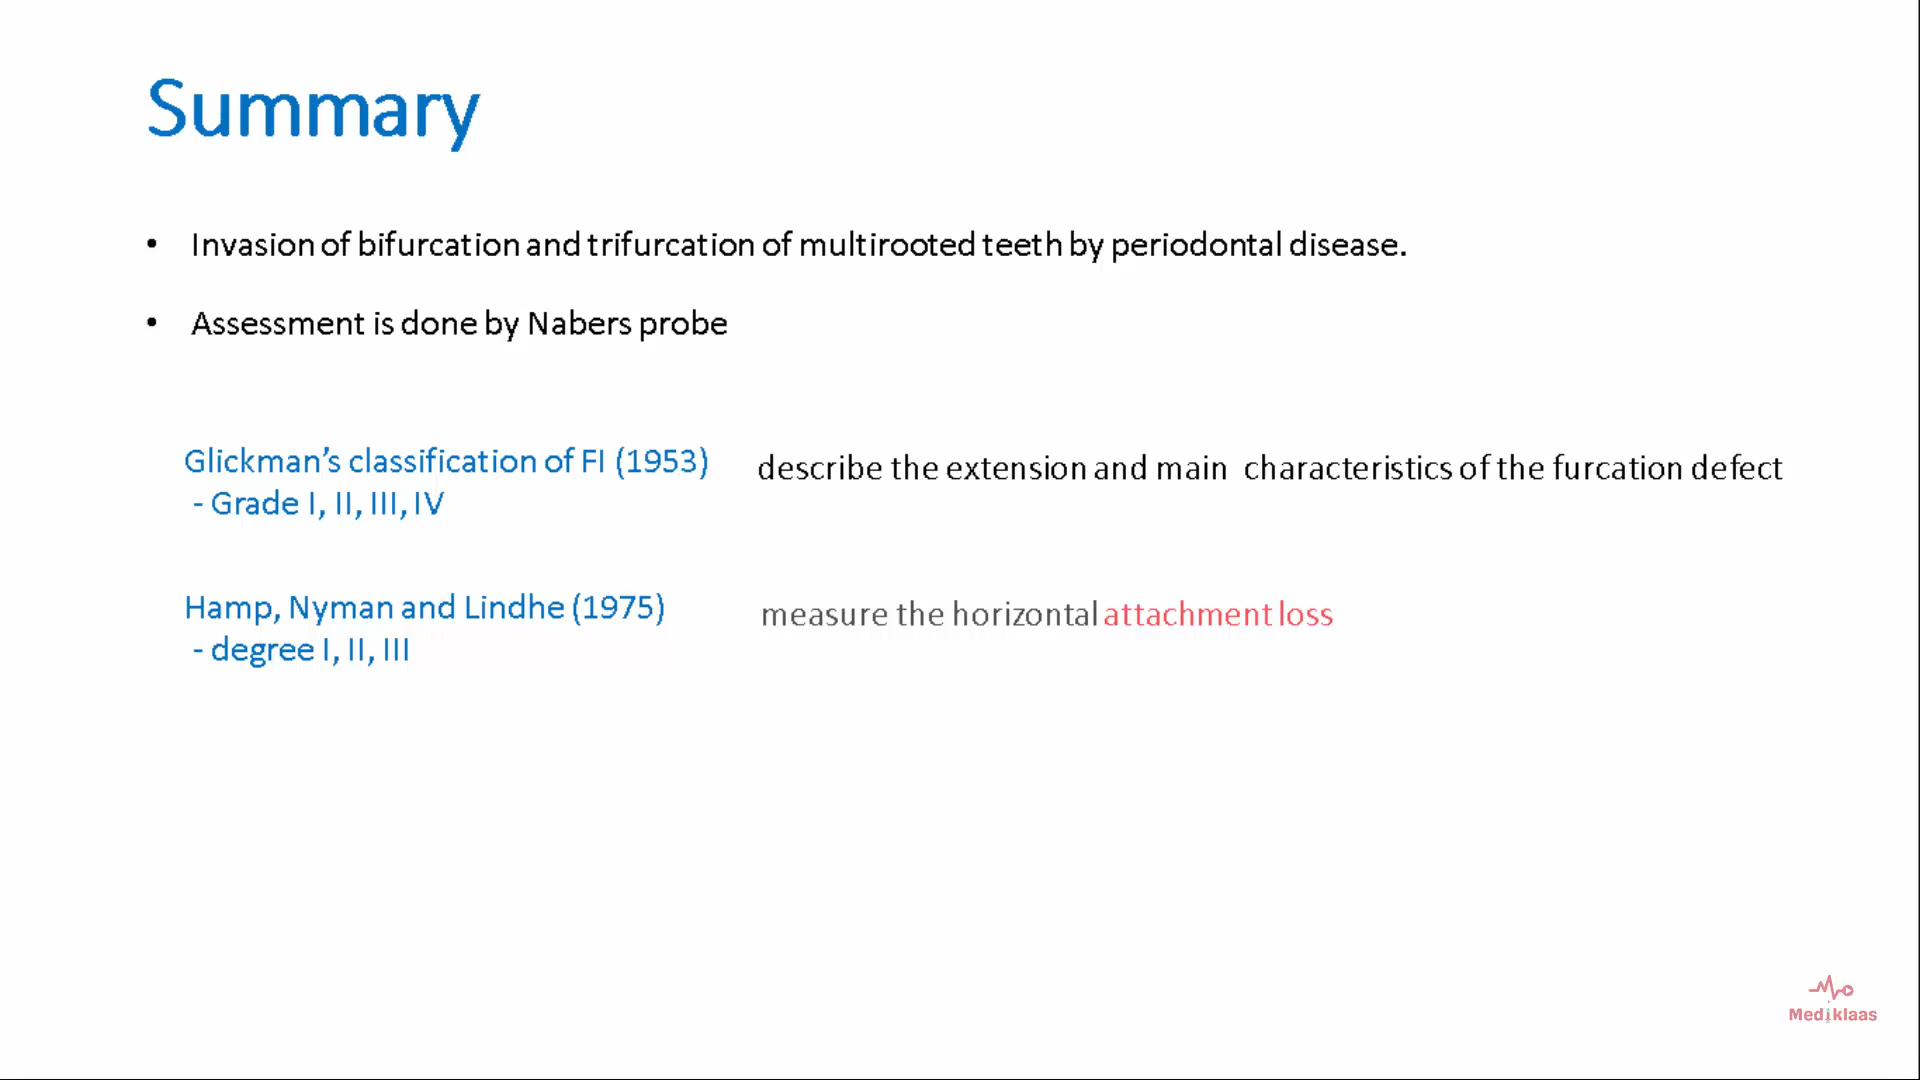 Summary
• Invasion of bifurcation and trifurcation of multirooted teeth by periodontal disease.
• Assessment is done by Nabers probe
Glickman’s classification of FI (1953)
- Grade I, II, III, IV
describe the extension and main characteristics of the furcation defect
Hamp, Nyman and Lindhe (1975)
- degree I, II, III
measure the horizontal attachment loss
Mediklaas